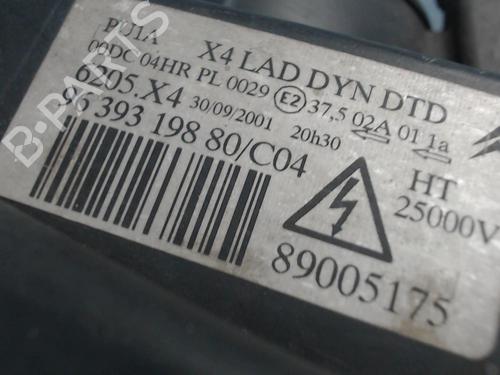 PU1A X4 LAD DYN DTD
00DC 04HR PL 0029 E2 37,5 02A 01 1a
6205.X4 30/09/2001 20h30
96 393 198 80/C04
HT
25000V
89005175
B-PARTS